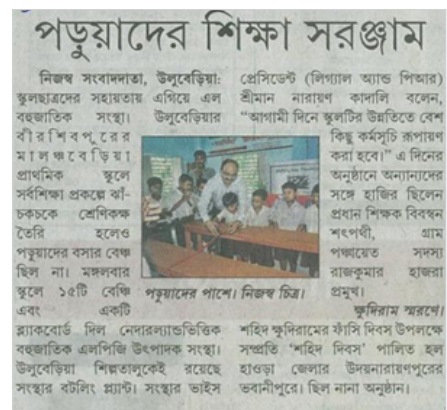 পড়ুয়াদের শিক্ষা সরঞ্জাম
নিজস্ব সংবাদদাতা, উলুবেড়িয়া:
স্কুলছাত্রদের সহায়তায় এগিয়ে এল
বহুজাতিক সংস্থা। উলুবেড়িয়ার
বীরশিবপুরের
মালঞ্চবেড়িয়া
প্রাথমিক স্কুলে
সর্বশিক্ষা প্রকল্পে ঝাঁ-
চকচকে শ্রেণিকক্ষ
তৈরি হলেও
পড়ুয়াদের বসার বেঞ্চ
ছিল না। মঙ্গলবার
স্কুলে ১৫টি বেঞ্চি
এবং একটি
ব্ল্যাকবোর্ড দিল নেদারল্যান্ডভিত্তিক
বহুজাতিক এলপিজি উৎপাদক সংস্থা।
উলুবেড়িয়া শিল্পতালুকেই রয়েছে
সংস্থার বটলিং প্ল্যান্ট। সংস্থার ভাইস
পড়ুয়াদের পাশে। নিজস্ব চিত্র।
প্রেসিডেন্ট (লিগ্যাল অ্যান্ড পিআর)
শ্রীমান নারায়ণ কাদালি বলেন,
“আগামী দিনে স্কুলটির উন্নতিতে বেশ
কিছু কর্মসূচি রূপায়ণ
করা হবে।” এ দিনের
অনুষ্ঠানে অন্যান্যদের
সঙ্গে হাজির ছিলেন
প্রধান শিক্ষক বিবস্বান
শৎপথী, গ্রাম
পঞ্চায়েত সদস্য
রাজকুমার হাজরা
প্রমুখ।
ক্ষুদিরাম স্মরণে।
শহিদ ক্ষুদিরামের ফাঁসি দিবস উপলক্ষে
সম্প্রতি ‘শহিদ দিবস’ পালিত হল
হাওড়া জেলার উদয়নারায়ণপুরের
ভবানীপুরে। ছিল নানা অনুষ্ঠান।